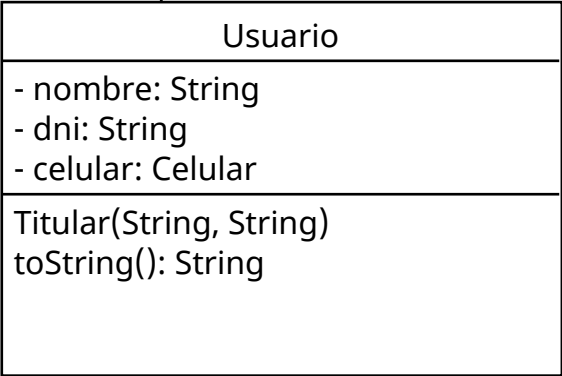 Usuario
- nombre: String
- dni: String
- celular: Celular
Titular(String, String)
toString(): String